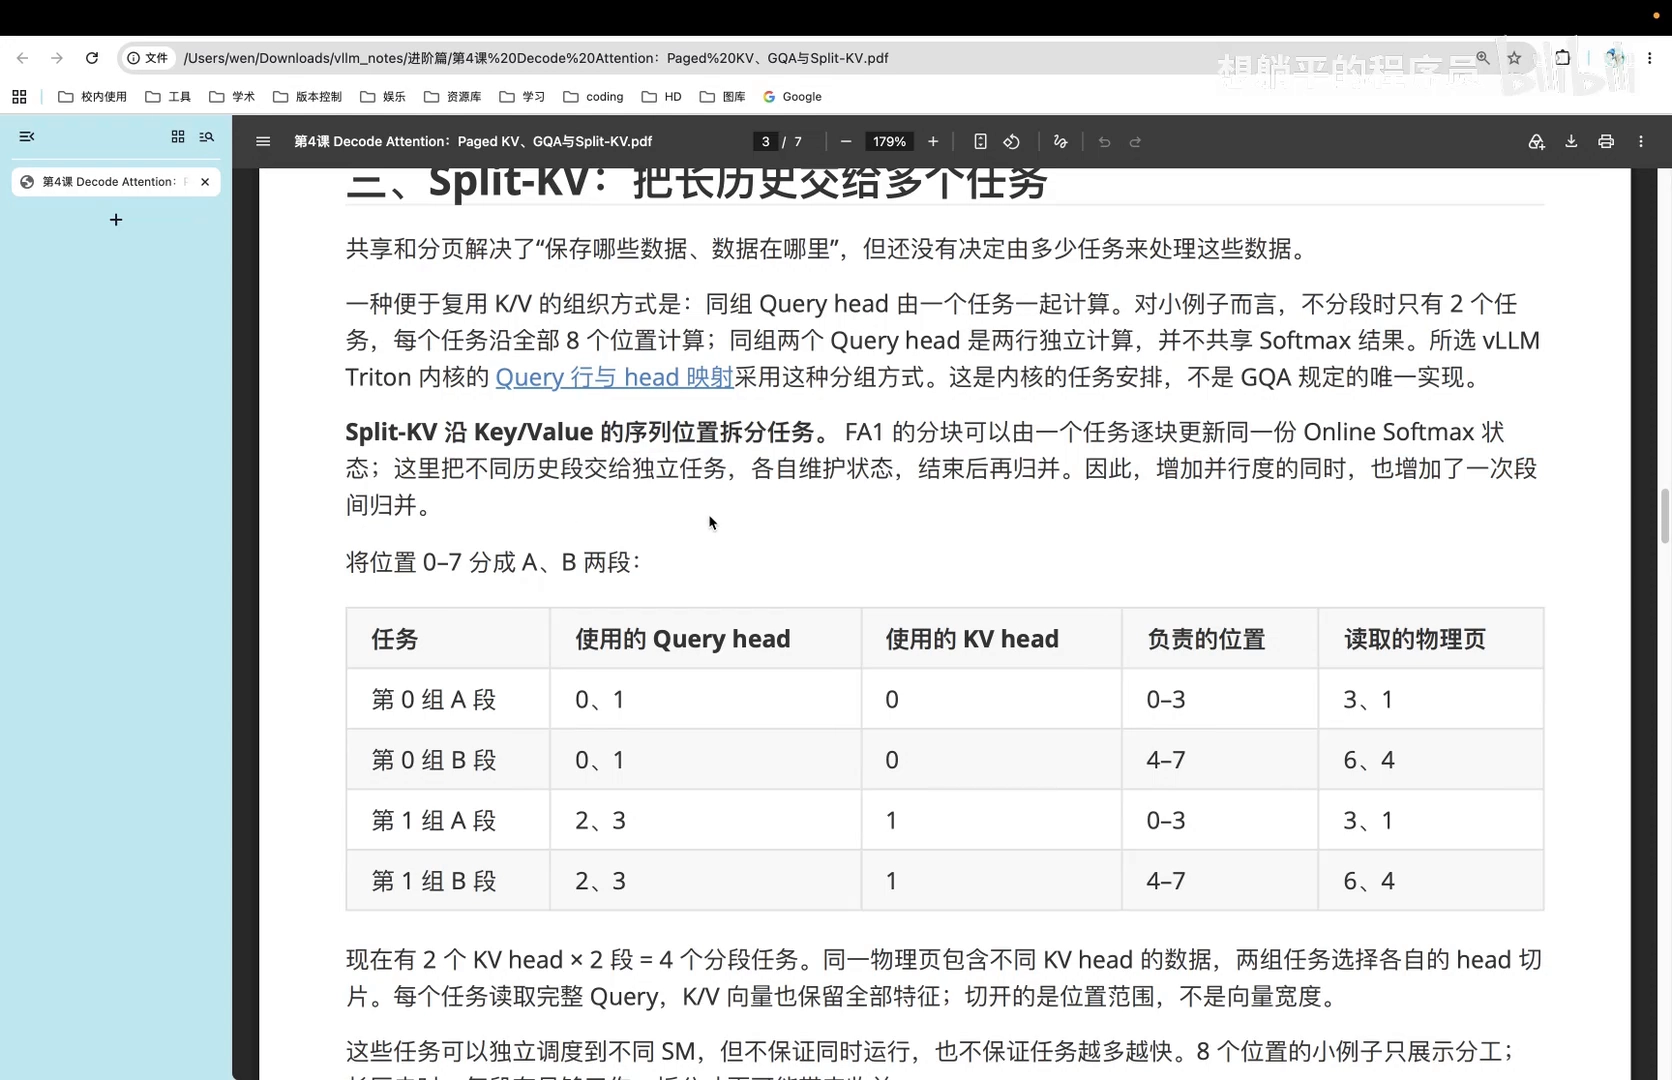 文件
/Users/wen/Downloads/vllm_notes/进阶篇/第4课%20Decode%20Attention：Paged%20KV、GQA与Split-KV.pdf
想躺平的程序员
bilibili
校内使用
工具
学术
版本控制
娱乐
资源库
学习
coding
HD
图库
Google
第4课 Decode Attention：
第4课 Decode Attention：Paged KV、GQA与Split-KV.pdf
3 / 7
179%
三、Split-KV：把长历史交给多个任务
共享和分页解决了“保存哪些数据、数据在哪里”，但还没有决定由多少任务来处理这些数据。
一种便于复用 K/V 的组织方式是：同组 Query head 由一个任务一起计算。对小例子而言，不分段时只有 2 个任
务，每个任务沿全部 8 个位置计算；同组两个 Query head 是两行独立计算，并不共享 Softmax 结果。所选 vLLM
Triton 内核的 Query 行与 head 映射采用这种分组方式。这是内核的任务安排，不是 GQA 规定的唯一实现。
Split-KV 沿 Key/Value 的序列位置拆分任务。 FA1 的分块可以由一个任务逐块更新同一份 Online Softmax 状
态；这里把不同历史段交给独立任务，各自维护状态，结束后再归并。因此，增加并行度的同时，也增加了一次段
间归并。
将位置 0–7 分成 A、B 两段：
任务 使用的 Query head 使用的 KV head 负责的位置 读取的物理页
第 0 组 A 段 0、1 0 0–3 3、1
第 0 组 B 段 0、1 0 4–7 6、4
第 1 组 A 段 2、3 1 0–3 3、1
第 1 组 B 段 2、3 1 4–7 6、4
现在有 2 个 KV head × 2 段 = 4 个分段任务。同一物理页包含不同 KV head 的数据，两组任务选择各自的 head 切
片。每个任务读取完整 Query，K/V 向量也保留全部特征；切开的是位置范围，不是向量宽度。
这些任务可以独立调度到不同 SM，但不保证同时运行，也不保证任务越多越快。8 个位置的小例子只展示分工；